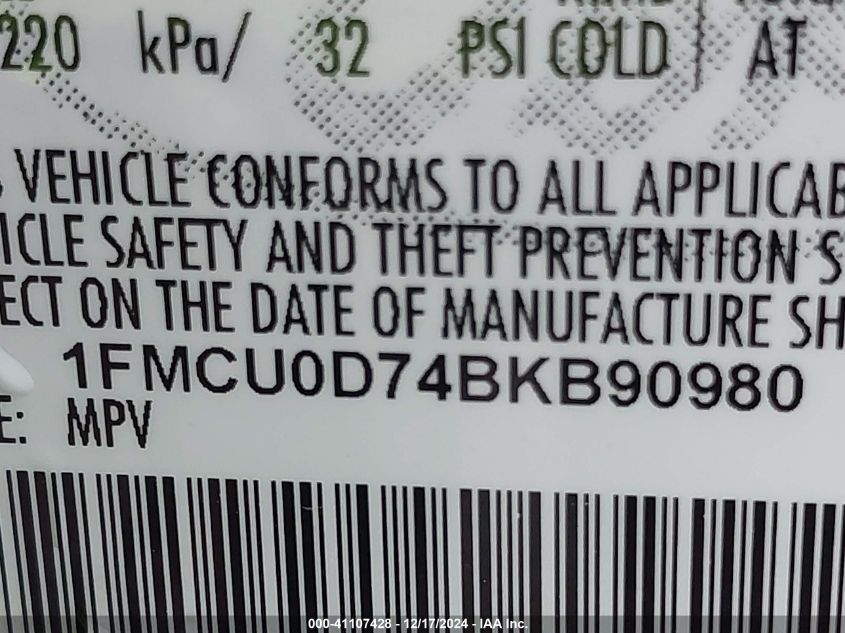 220 kPa/ 32 PSI COLD AT
VEHICLE CONFORMS TO ALL APPLICAB
ICLE SAFETY AND THEFT PREVENTION S
ECT ON THE DATE OF MANUFACTURE SH
1FMCU0D74BKB90980
E: MPV
000-41107428 - 12/17/2024 - IAA Inc.